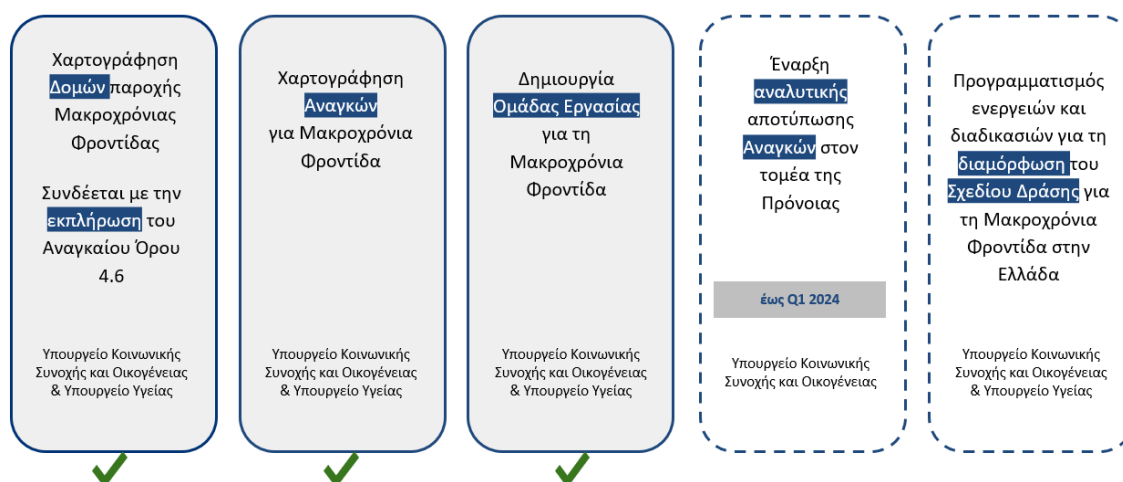 Χαρτογράφηση
Δομών παροχής
Μακροχρόνιας
Φροντίδας
Συνδέεται με την
εκπλήρωση του
Αναγκαίου Όρου
4.6
Υπουργείο Κοινωνικής
Συνοχής και Οικογένειας
& Υπουργείο Υγείας
Χαρτογράφηση
Αναγκών
για Μακροχρόνια
Φροντίδα
Υπουργείο Κοινωνικής
Συνοχής και Οικογένειας
& Υπουργείο Υγείας
Δημιουργία
Ομάδας Εργασίας
για τη
Μακροχρόνια
Φροντίδα
Υπουργείο Κοινωνικής
Συνοχής και Οικογένειας
& Υπουργείο Υγείας
Έναρξη
αναλυτικής
αποτύπωσης
Αναγκών στον
τομέα της
Πρόνοιας
έως Q1 2024
Υπουργείο Κοινωνικής
Συνοχής και Οικογένειας
Προγραμματισμός
ενεργειών και
διαδικασιών για τη
διαμόρφωση του
Σχεδίου Δράσης για
τη Μακροχρόνια
Φροντίδα στην
Ελλάδα
Υπουργείο Κοινωνικής
Συνοχής και Οικογένειας
& Υπουργείο Υγείας